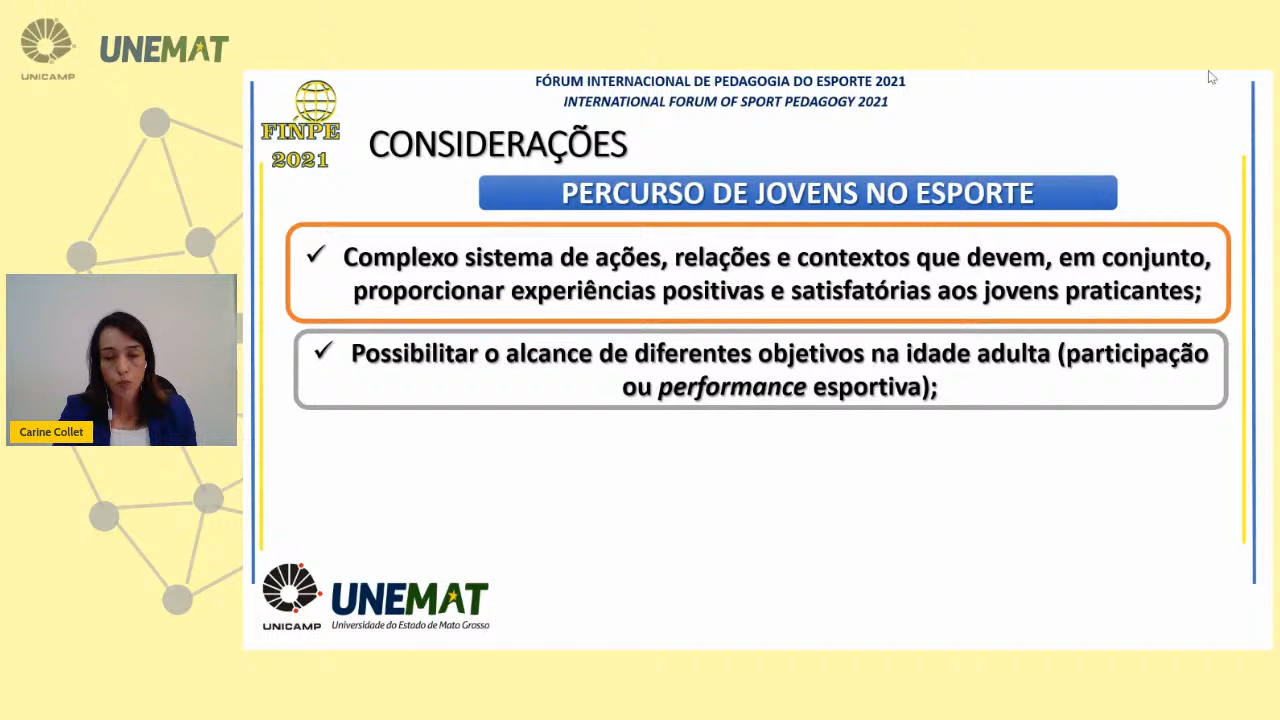 UNICAMP
UNEMAT
FÓRUM INTERNACIONAL DE PEDAGOGIA DO ESPORTE 2021
INTERNATIONAL FORUM OF SPORT PEDAGOGY 2021
FINPE
2021
CONSIDERAÇÕES
PERCURSO DE JOVENS NO ESPORTE
✓ Complexo sistema de ações, relações e contextos que devem, em conjunto,
proporcionar experiências positivas e satisfatórias aos jovens praticantes;
✓ Possibilitar o alcance de diferentes objetivos na idade adulta (participação
ou performance esportiva);
Carine Collet
UNICAMP
UNEMAT
Universidade do Estado de Mato Grosso